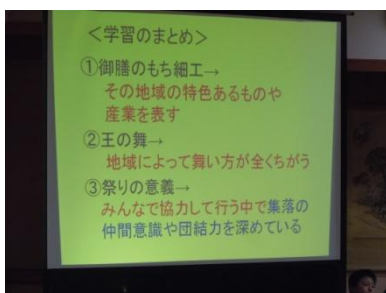 ＜学習のまとめ＞
①御膳のもち細工→
その地域の特色あるものや
産業を表す
②王の舞→
地域によって舞い方が全くちがう
③祭りの意義→
みんなで協力して行う中で集落の
仲間意識や団結力を深めている